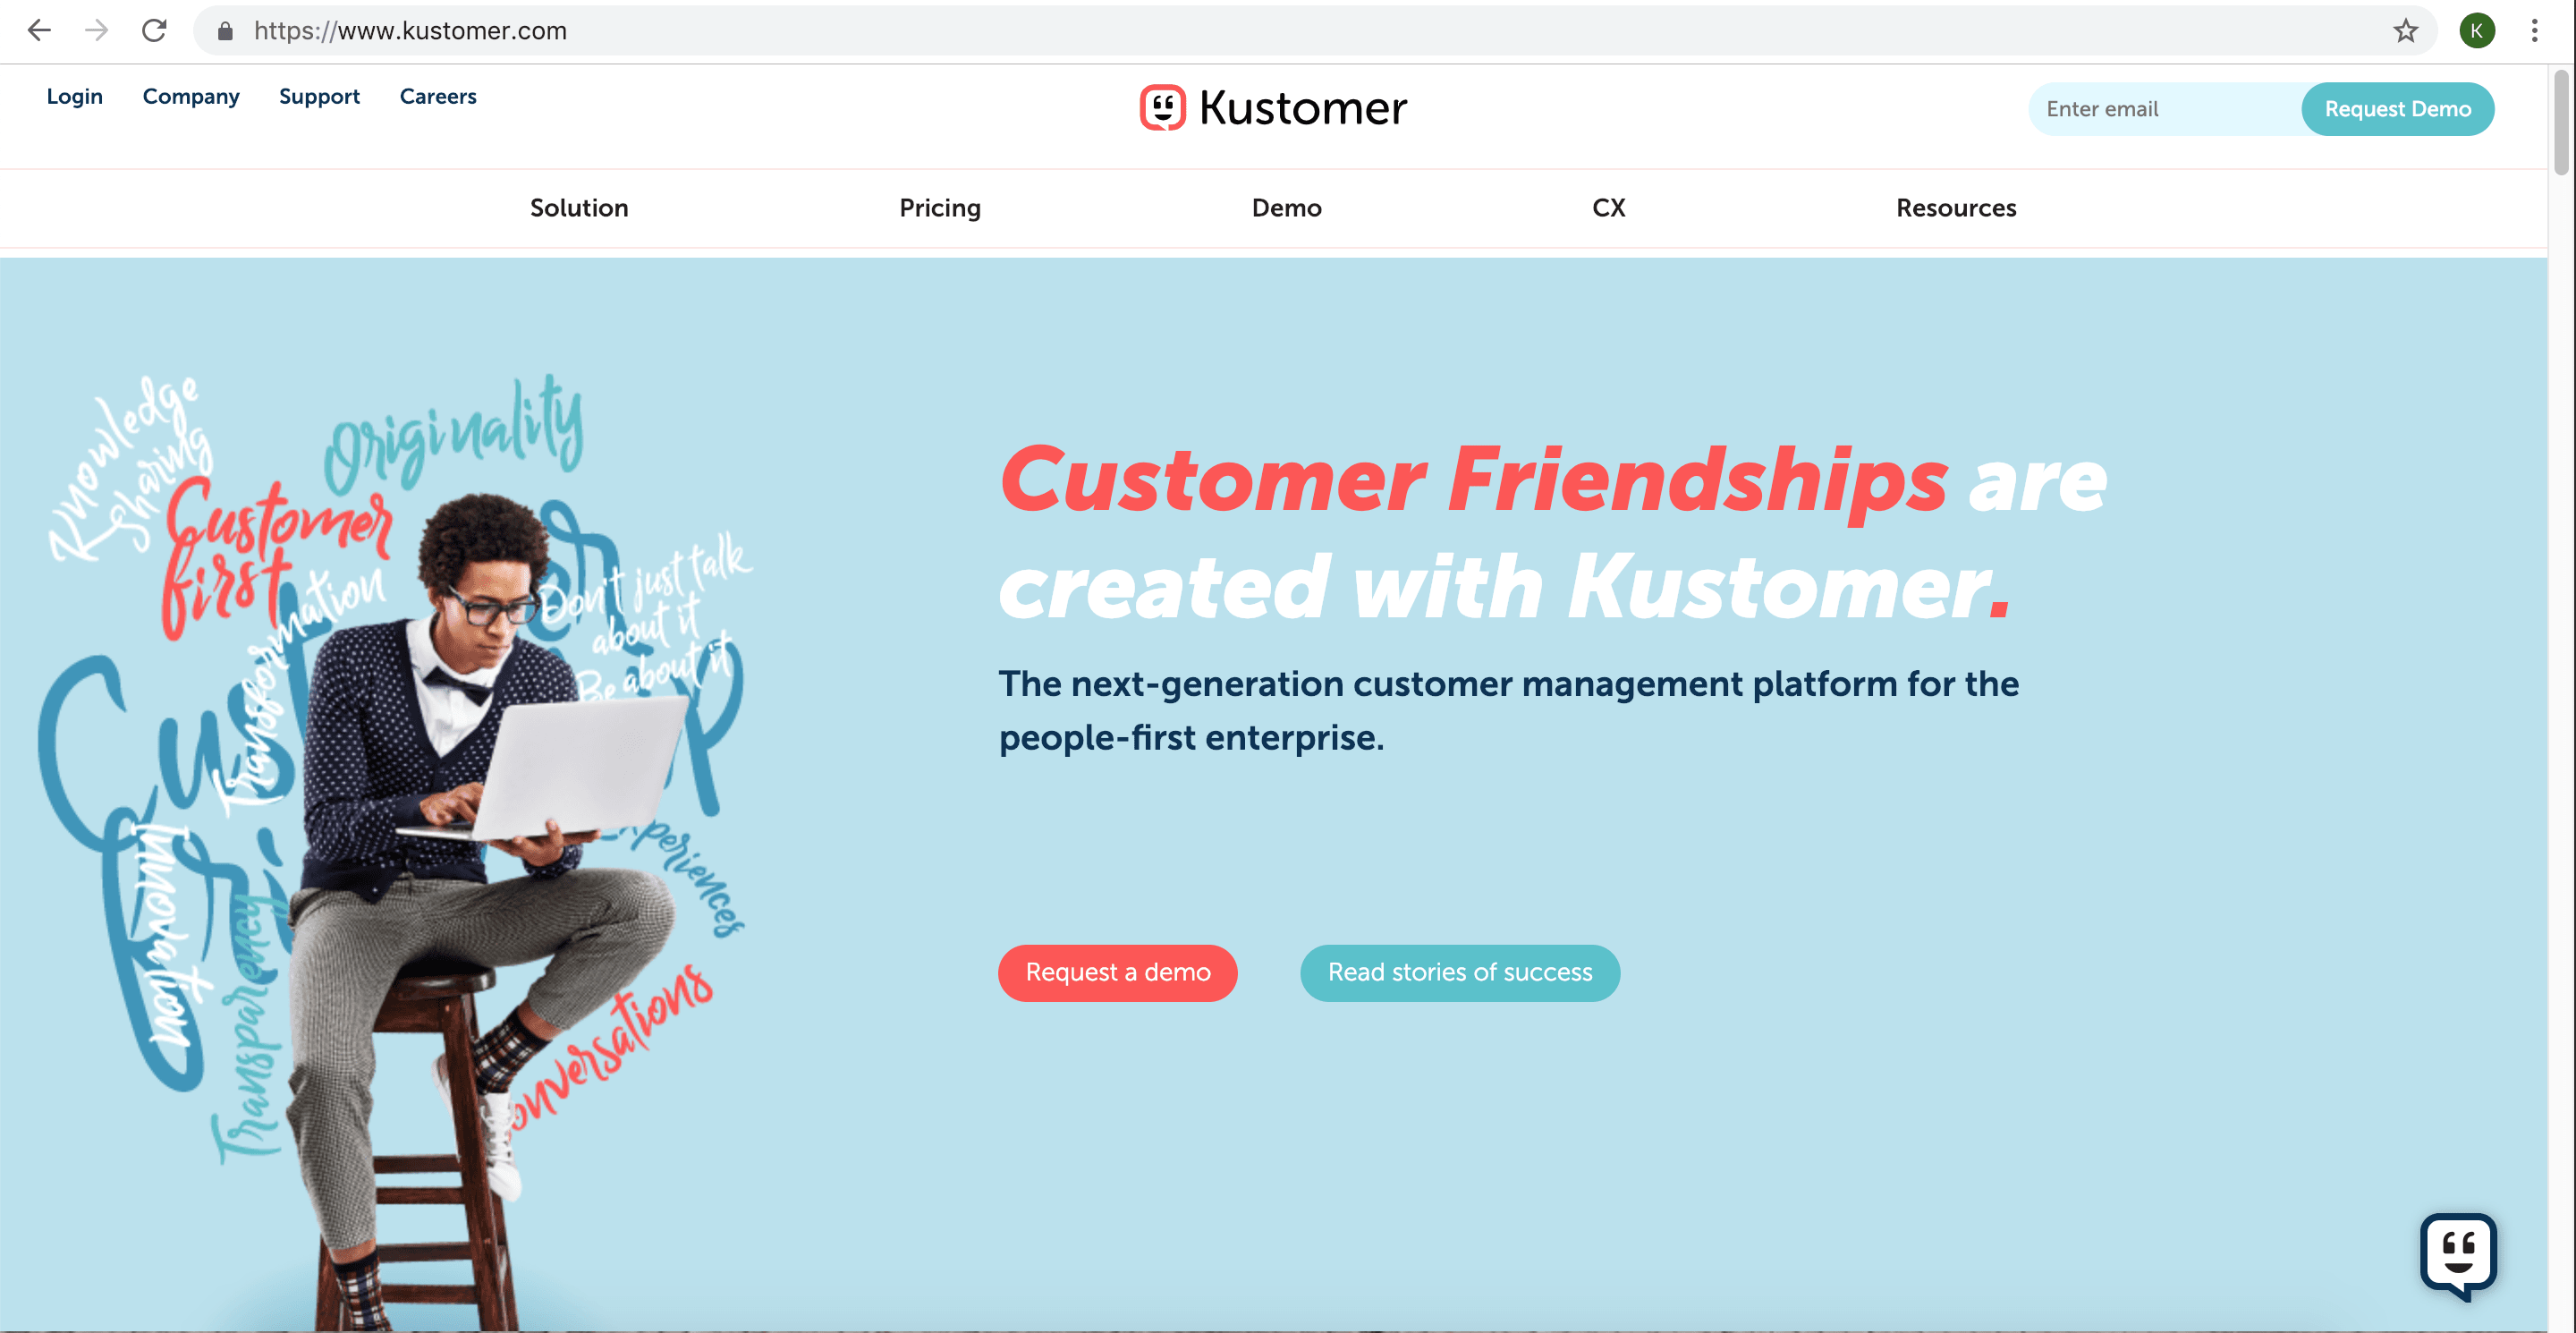 https://www.kustomer.com
K
Login Company Support Careers
Kustomer
Enter email
Request Demo
Solution Pricing Demo CX Resources
Knowledge
sharing
Originality
Customer
first
Transformation
Don't just talk
about it
Be about it
Innovation
Transparency
Customer Friendships are
created with Kustomer.
The next-generation customer management platform for the
people-first enterprise.
Request a demo
Read stories of success